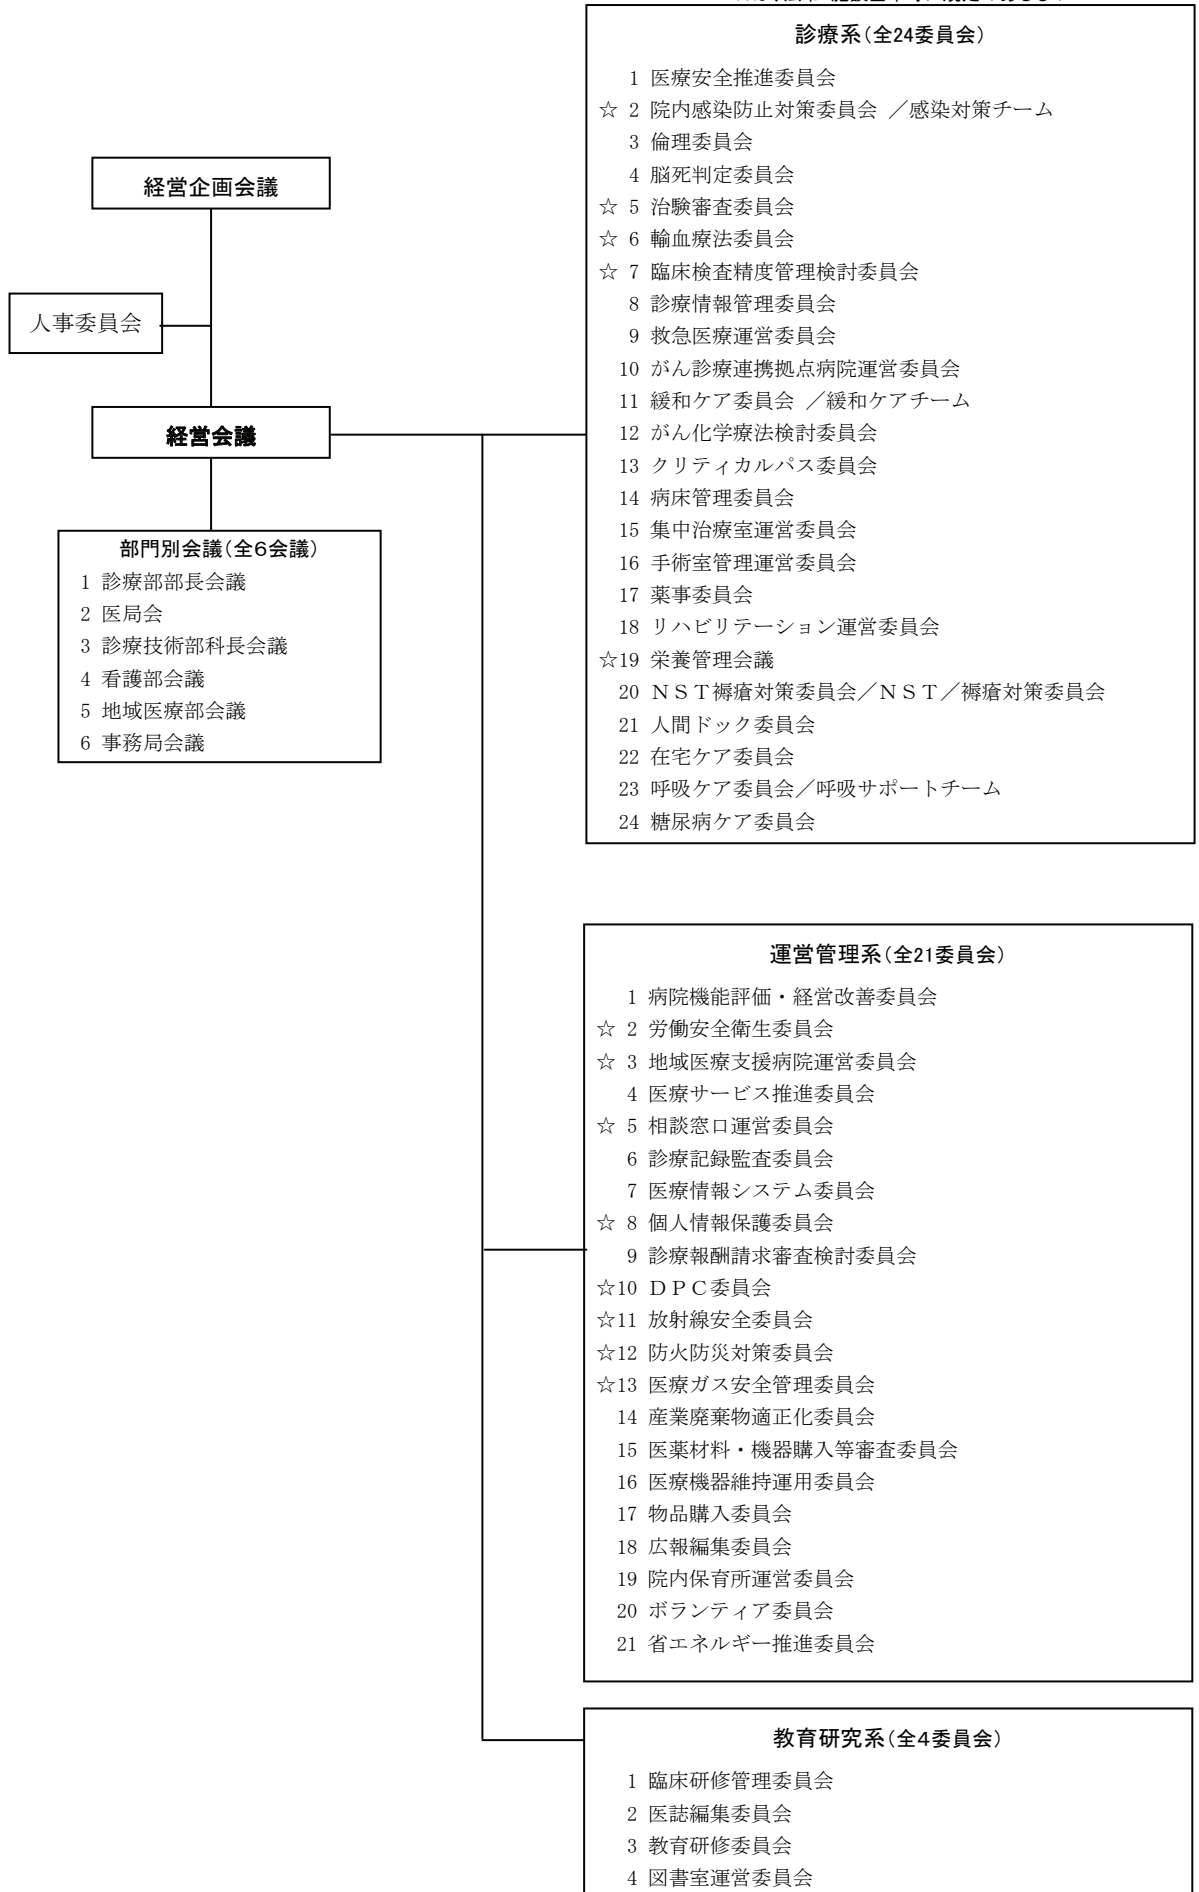 診療系(全24委員会)
1 医療安全推進委員会
☆ 2 院内感染防止対策委員会 ／感染対策チーム
3 倫理委員会
4 脳死判定委員会
☆ 5 治験審査委員会
☆ 6 輸血療法委員会
☆ 7 臨床検査精度管理検討委員会
8 診療情報管理委員会
9 救急医療運営委員会
10 がん診療連携拠点病院運営委員会
11 緩和ケア委員会 ／緩和ケアチーム
12 がん化学療法検討委員会
13 クリティカルパス委員会
14 病床管理委員会
15 集中治療室運営委員会
16 手術室管理運営委員会
17 薬事委員会
18 リハビリテーション運営委員会
☆19 栄養管理会議
20 ＮＳＴ褥瘡対策委員会／ＮＳＴ／褥瘡対策委員会
21 人間ドック委員会
22 在宅ケア委員会
23 呼吸ケア委員会／呼吸サポートチーム
24 糖尿病ケア委員会
経営企画会議
人事委員会
経営会議
部門別会議(全６会議)
1 診療部部長会議
2 医局会
3 診療技術部科長会議
4 看護部会議
5 地域医療部会議
6 事務局会議
運営管理系(全21委員会)
1 病院機能評価・経営改善委員会
☆ 2 労働安全衛生委員会
☆ 3 地域医療支援病院運営委員会
4 医療サービス推進委員会
☆ 5 相談窓口運営委員会
6 診療記録監査委員会
7 医療情報システム委員会
☆ 8 個人情報保護委員会
9 診療報酬請求審査検討委員会
☆10 ＤＰＣ委員会
☆11 放射線安全委員会
☆12 防火防災対策委員会
☆13 医療ガス安全管理委員会
14 産業廃棄物適正化委員会
15 医薬材料・機器購入等審査委員会
16 医療機器維持運用委員会
17 物品購入委員会
18 広報編集委員会
19 院内保育所運営委員会
20 ボランティア委員会
21 省エネルギー推進委員会
教育研究系(全４委員会)
1 臨床研修管理委員会
2 医誌編集委員会
3 教育研修委員会
4 図書室運営委員会